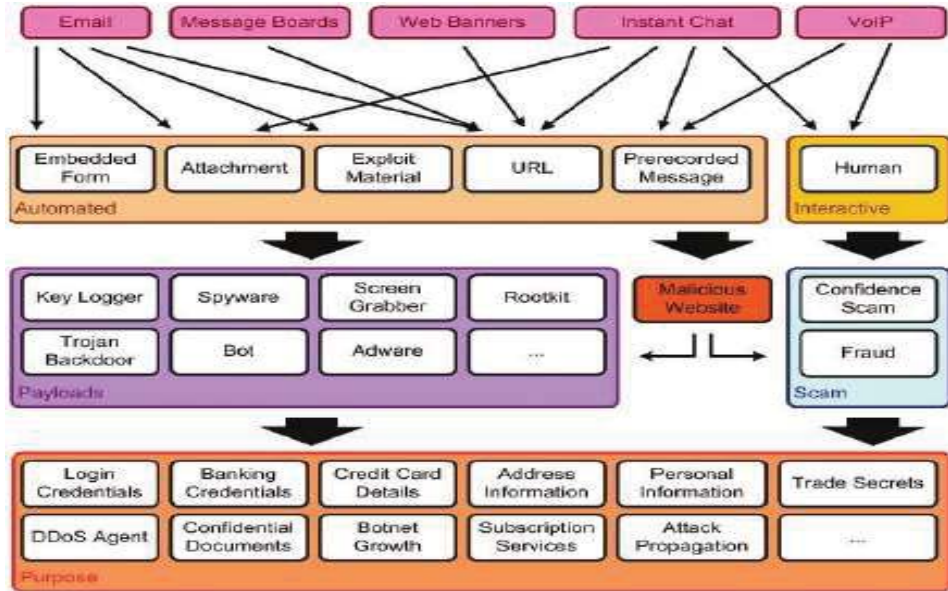 Email
Message Boards
Web Banners
Instant Chat
VoIP
Embedded
Form
Attachment
Exploit
Material
URL
Prerecorded
Message
Human
Automated
Interactive
Key Logger
Spyware
Screen
Grabber
Rootkit
Malicious
Website
Confidence
Scam
Trojan
Backdoor
Bot
Adware
...
Fraud
Payloads
Scam
Login
Credentials
Banking
Credentials
Credit Card
Details
Address
Information
Personal
Information
Trade Secrets
DDoS Agent
Confidential
Documents
Botnet
Growth
Subscription
Services
Attack
Propagation
...
Purpose